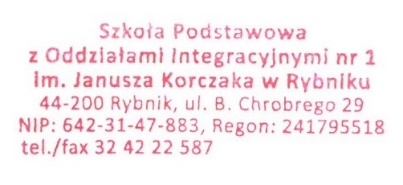 Szkoła Podstawowa
z Oddziałami Integracyjnymi nr 1
im. Janusza Korczaka w Rybniku
44-200 Rybnik, ul. B. Chrobrego 29
NIP: 642-31-47-883, Regon: 241795518
tel./fax 32 42 22 587